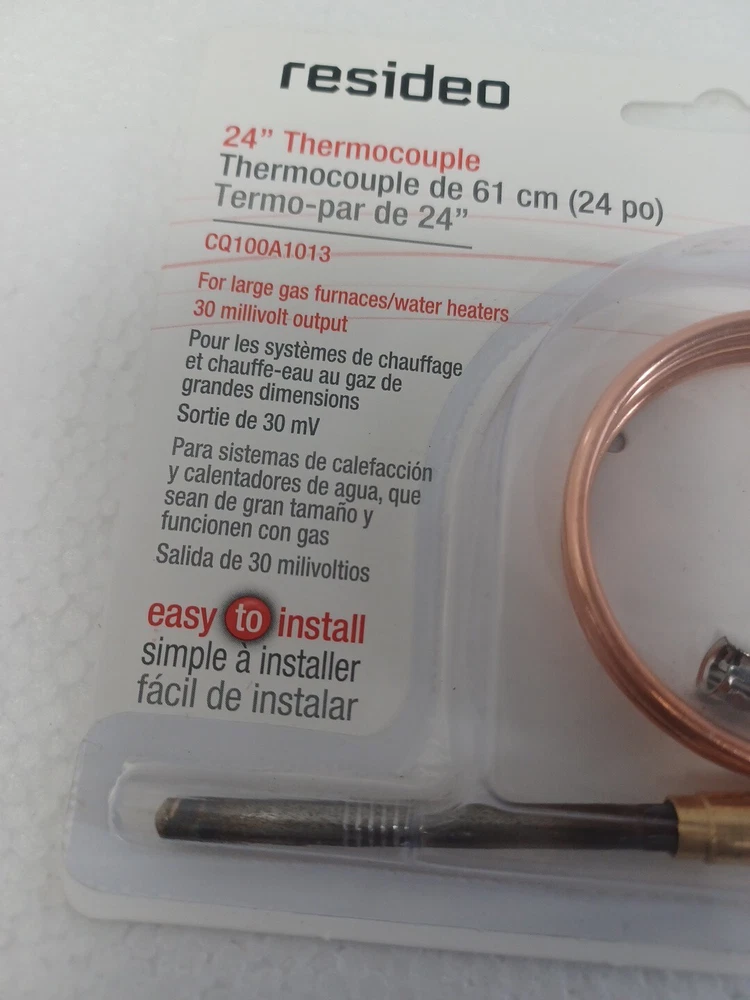 resideo
24” Thermocouple
Thermocouple de 61 cm (24 po)
Termo-par de 24”
CQ100A1013
For large gas furnaces/water heaters
30 millivolt output
Pour les systèmes de chauffage
et chauffe-eau au gaz de
grandes dimensions
Sortie de 30 mV
Para sistemas de calefacción
y calentadores de agua, que
sean de gran tamaño y
funcionen con gas
Salida de 30 milivoltios
easy to install
simple à installer
fácil de instalar